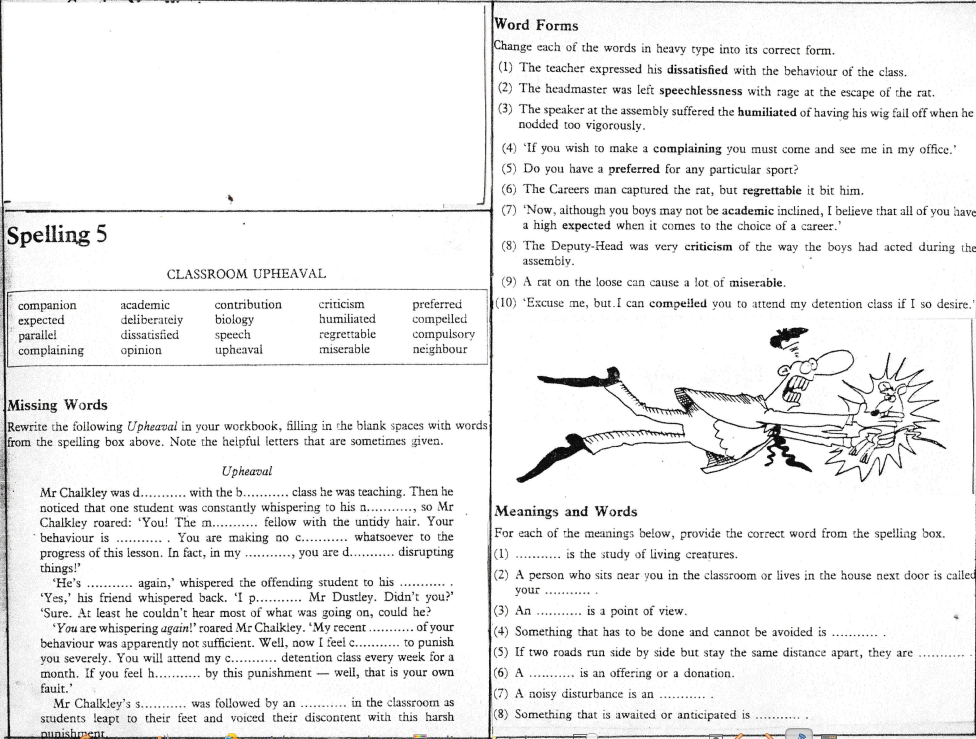 Spelling 5
CLASSROOM UPHEAVAL
companion academic contribution criticism preferred
expected deliberately biology humiliated compelled
parallel dissatisfied speech regrettable compulsory
complaining opinion upheaval miserable neighbour
Missing Words
Rewrite the following Upheaval in your workbook, filling in the blank spaces with words
from the spelling box above. Note the helpful letters that are sometimes given.
Upheaval
Mr Chalkley was d........... with the b.......... class he was teaching. Then he
noticed that one student was constantly whispering to his n.........., so Mr
Chalkley roared: 'You! The m.......... fellow with the untidy hair. Your
behaviour is ........... . You are making no c.......... whatsoever to the
progress of this lesson. In fact, in my .........., you are d.......... disrupting
things!'
'He's .......... again,' whispered the offending student to his .......... .
'Yes,' his friend whispered back. 'I p.......... Mr Dustley. Didn't you?'
'Sure. At least he couldn't hear most of what was going on, could he?
'You are whispering again!' roared Mr Chalkley. 'My recent .......... of your
behaviour was apparently not sufficient. Well, now I feel c.......... to punish
you severely. You will attend my c.......... detention class every week for a
month. If you feel h.......... by this punishment — well, that is your own
fault.'
Mr Chalkley's s.......... was followed by an .......... in the classroom as
students leapt to their feet and voiced their discontent with this harsh
punishment.
Word Forms
Change each of the words in heavy type into its correct form.
(1) The teacher expressed his dissatisfied with the behaviour of the class.
(2) The headmaster was left speechlessness with rage at the escape of the rat.
(3) The speaker at the assembly suffered the humiliated of having his wig fall off when he
nodded too vigorously.
(4) 'If you wish to make a complaining you must come and see me in my office.'
(5) Do you have a preferred for any particular sport?
(6) The Careers man captured the rat, but regrettable it bit him.
(7) 'Now, although you boys may not be academic inclined, I believe that all of you have
a high expected when it comes to the choice of a career.'
(8) The Deputy-Head was very criticism of the way the boys had acted during the
assembly.
(9) A rat on the loose can cause a lot of miserable.
(10) 'Excuse me, but I can compelled you to attend my detention class if I so desire.'
Meanings and Words
For each of the meanings below, provide the correct word from the spelling box.
(1) ........... is the study of living creatures.
(2) A person who sits near you in the classroom or lives in the house next door is called
your ........... .
(3) An ........... is a point of view.
(4) Something that has to be done and cannot be avoided is ........... .
(5) If two roads run side by side but stay the same distance apart, they are ........... .
(6) A ........... is an offering or a donation.
(7) A noisy disturbance is an ........... .
(8) Something that is awaited or anticipated is ........... .